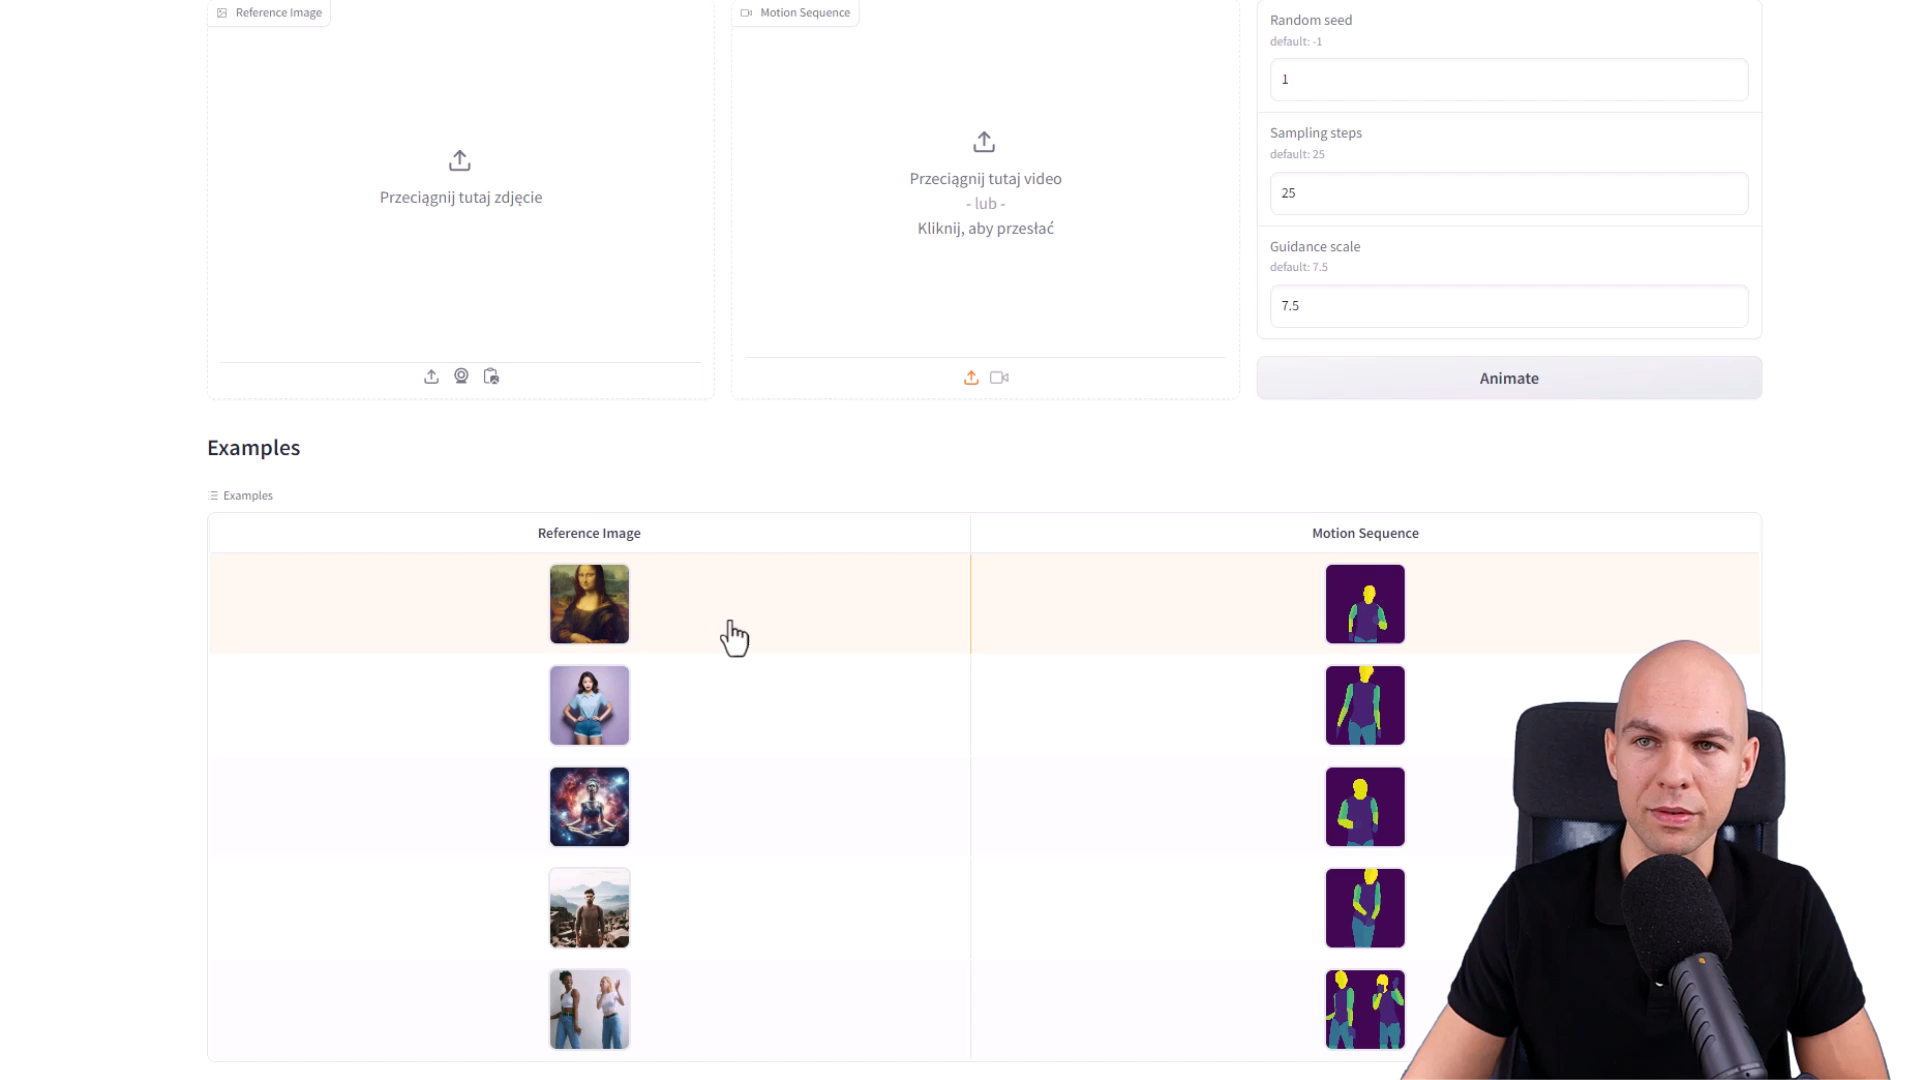 Reference Image
Motion Sequence
Random seed
default: -1
1
Sampling steps
default: 25
25
Guidance scale
default: 7.5
7.5
Przeciągnij tutaj zdjęcie
Przeciągnij tutaj video
- lub -
Kliknij, aby przesłać
Animate
Examples
Examples
Reference Image
Motion Sequence